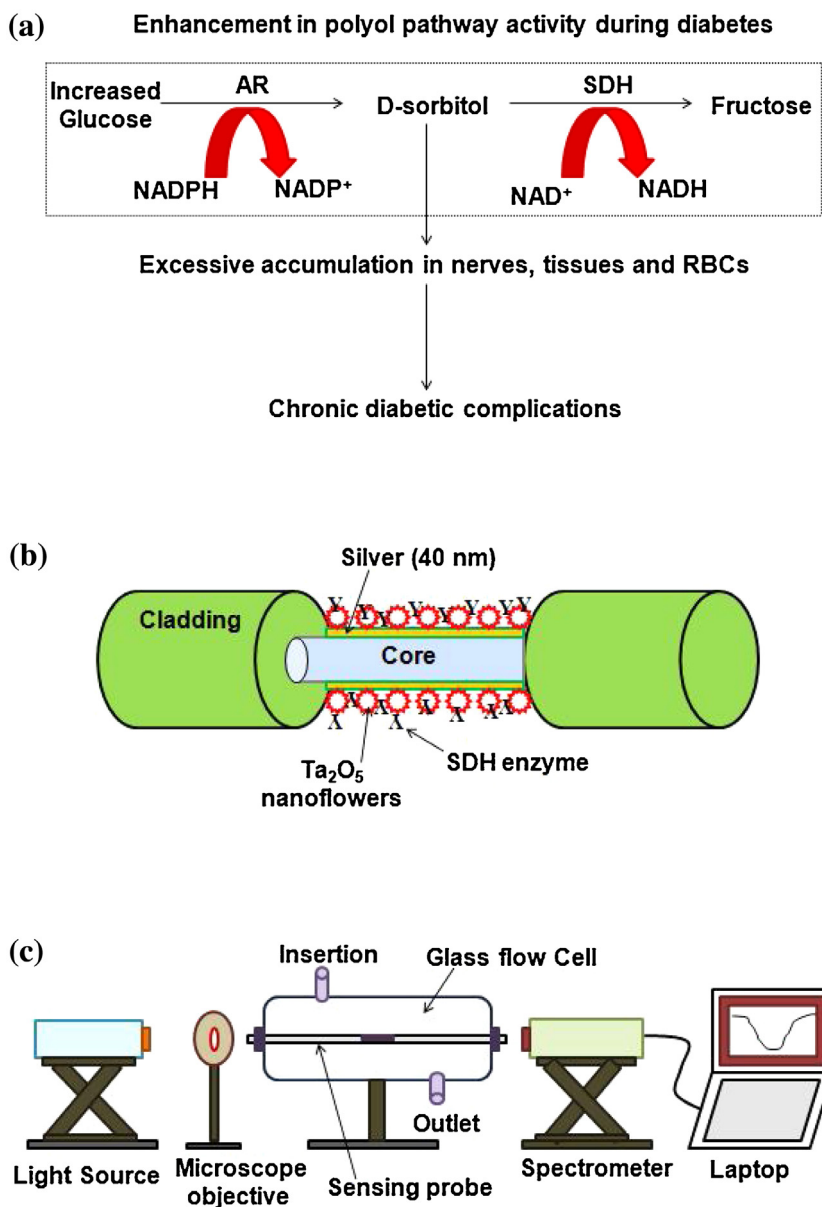 (a) Enhancement in polyol pathway activity during diabetes
Increased
Glucose
AR
D-sorbitol
SDH
Fructose
NADPH
NADP⁺
NAD⁺
NADH
Excessive accumulation in nerves, tissues and RBCs
Chronic diabetic complications
(b)
Silver (40 nm)
Cladding
Core
Y Y Y Y Y Y Y Y Y
Ta₂O₅
nanoflowers
SDH enzyme
(c)
Insertion
Glass flow Cell
Outlet
Light Source
Microscope
objective
Sensing probe
Spectrometer
Laptop